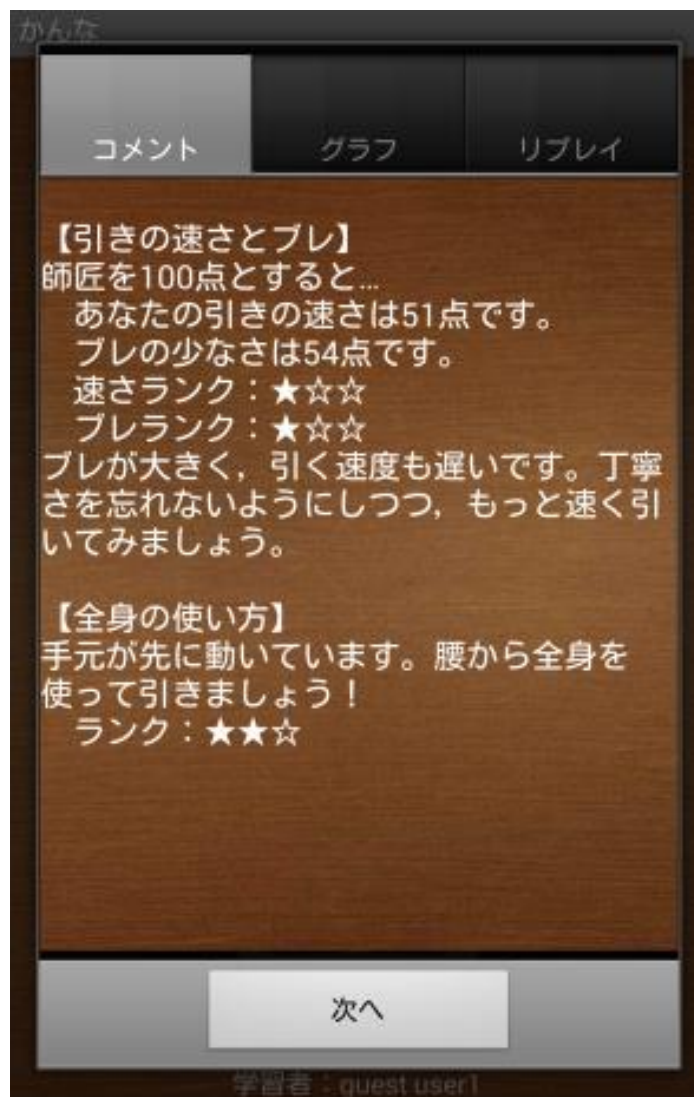 かんな
コメント
グラフ
リプレイ
【引きの速さとブレ】
師匠を100点とすると...
あなたの引きの速さは51点です。
ブレの少なさは54点です。
速さランク：★☆☆
ブレランク：★☆☆
ブレが大きく，引く速度も遅いです。丁寧
さを忘れないようにしつつ，もっと速く引
いてみましょう。
【全身の使い方】
手元が先に動いています。腰から全身を
使って引きましょう！
ランク：★★☆
次へ
学習者：guest user1